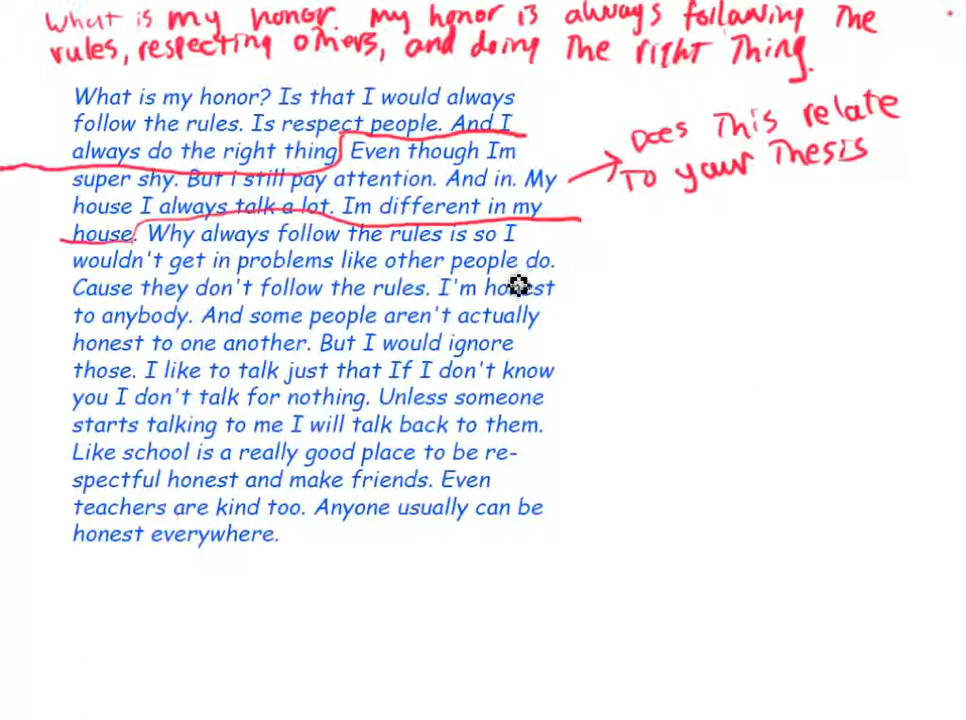 What is my honor. My honor is always following the
rules, respecting others, and doing the right thing.
What is my honor? Is that I would always
follow the rules. Is respect people. And I
always do the right thing. Even though Im
super shy. But i still pay attention. And in. My
house I always talk a lot. Im different in my
house. Why always follow the rules is so I
wouldn't get in problems like other people do.
Cause they don't follow the rules. I'm honest
to anybody. And some people aren't actually
honest to one another. But I would ignore
those. I like to talk just that If I don't know
you I don't talk for nothing. Unless someone
starts talking to me I will talk back to them.
Like school is a really good place to be re-
spectful honest and make friends. Even
teachers are kind too. Anyone usually can be
honest everywhere.
Does This relate
To your Thesis